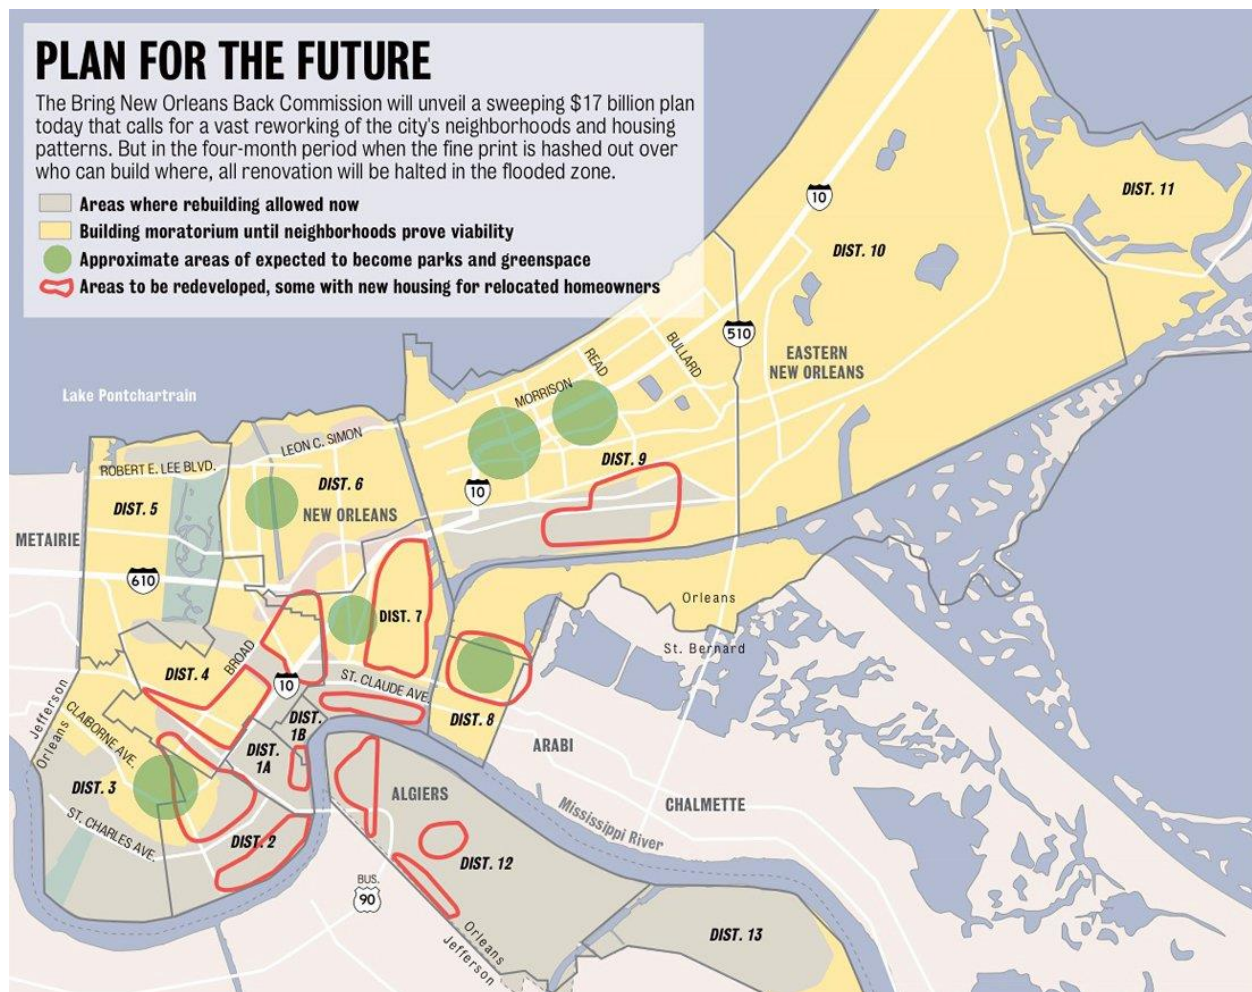 PLAN FOR THE FUTURE
The Bring New Orleans Back Commission will unveil a sweeping $17 billion plan
today that calls for a vast reworking of the city's neighborhoods and housing
patterns. But in the four-month period when the fine print is hashed out over
who can build where, all renovation will be halted in the flooded zone.
Areas where rebuilding allowed now
Building moratorium until neighborhoods prove viability
Approximate areas of expected to become parks and greenspace
Areas to be redeveloped, some with new housing for relocated homeowners
DIST. 11
10
DIST. 10
510
BULLARD
READ
EASTERN
NEW ORLEANS
MORRISON
Lake Pontchartrain
LEON C. SIMON
ROBERT E. LEE BLVD.
DIST. 9
DIST. 6
10
DIST. 5
NEW ORLEANS
METAIRIE
610
Orleans
St. Bernard
DIST. 7
BROAD
DIST. 4
10
ST. CLAUDE AVE.
Jefferson
Orleans
CLAIBORNE AVE.
DIST.
1B
DIST. 8
DIST.
1A
ARABI
DIST. 3
ALGIERS
CHALMETTE
Mississippi River
ST. CHARLES AVE.
DIST. 2
DIST. 12
BUS.
90
Orleans
Jefferson
DIST. 13